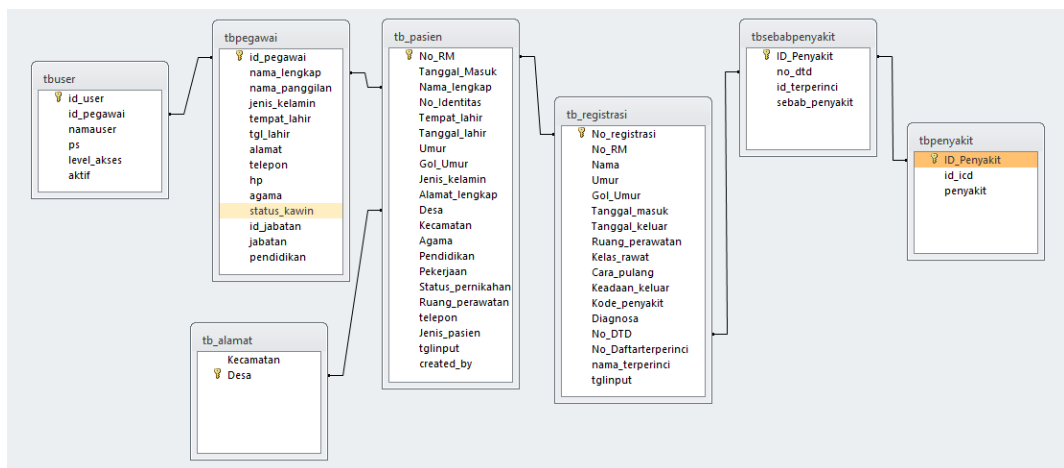 tbuser
id_user
id_pegawai
namauser
ps
level_akses
aktif
tbpegawai
id_pegawai
nama_lengkap
nama_panggilan
jenis_kelamin
tempat_lahir
tgl_lahir
alamat
telepon
hp
agama
status_kawin
id_jabatan
jabatan
pendidikan
tb_alamat
Kecamatan
Desa
tb_pasien
No_RM
Tanggal_Masuk
Nama_lengkap
No_Identitas
Tempat_lahir
Tanggal_lahir
Umur
Gol_Umur
Jenis_kelamin
Alamat_lengkap
Desa
Kecamatan
Agama
Pendidikan
Pekerjaan
Status_pernikahan
Ruang_perawatan
telepon
Jenis_pasien
tglinput
created_by
tb_registrasi
No_registrasi
No_RM
Nama
Umur
Gol_Umur
Tanggal_masuk
Tanggal_keluar
Ruang_perawatan
Kelas_rawat
Cara_pulang
Keadaan_keluar
Kode_penyakit
Diagnosa
No_DTD
No_Daftarterperinci
nama_terperinci
tglinput
tbsebabpenyakit
ID_Penyakit
no_dtd
id_terperinci
sebab_penyakit
tbpenyakit
ID_Penyakit
id_icd
penyakit